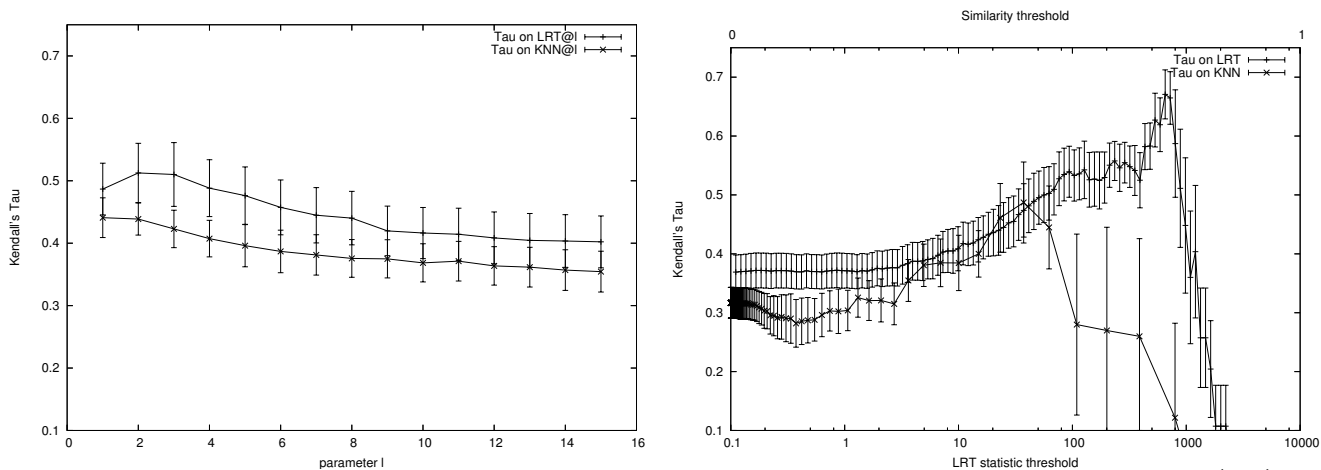 0.7
0.6
0.5
0.4
0.3
0.2
0.1
0 2 4 6 8 10 12 14 16
Kendall's Tau
parameter l
Tau on LRT@l
Tau on KNN@l
Similarity threshold
0 1
0.7
0.6
0.5
0.4
0.3
0.2
0.1
0.1 1 10 100 1000 10000
Kendall's Tau
LRT statistic threshold
Tau on LRT
Tau on KNN